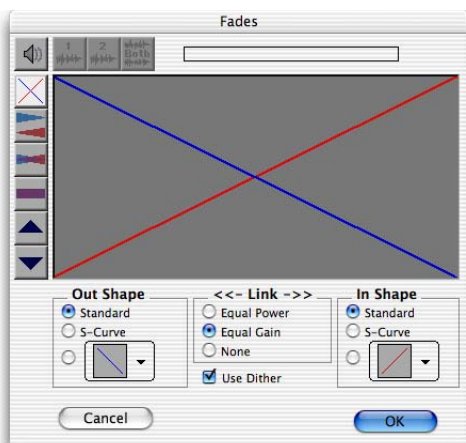 Fades
1
2
Both
Out Shape
Standard
S-Curve
<<- Link ->>
Equal Power
Equal Gain
None
Use Dither
In Shape
Standard
S-Curve
Cancel
OK